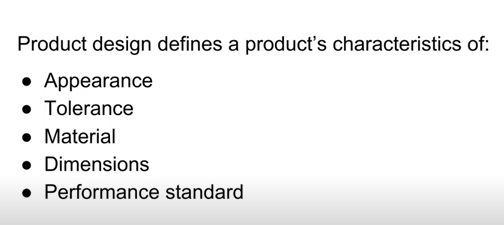 Product design defines a product's characteristics of:
● Appearance
● Tolerance
● Material
● Dimensions
● Performance standard